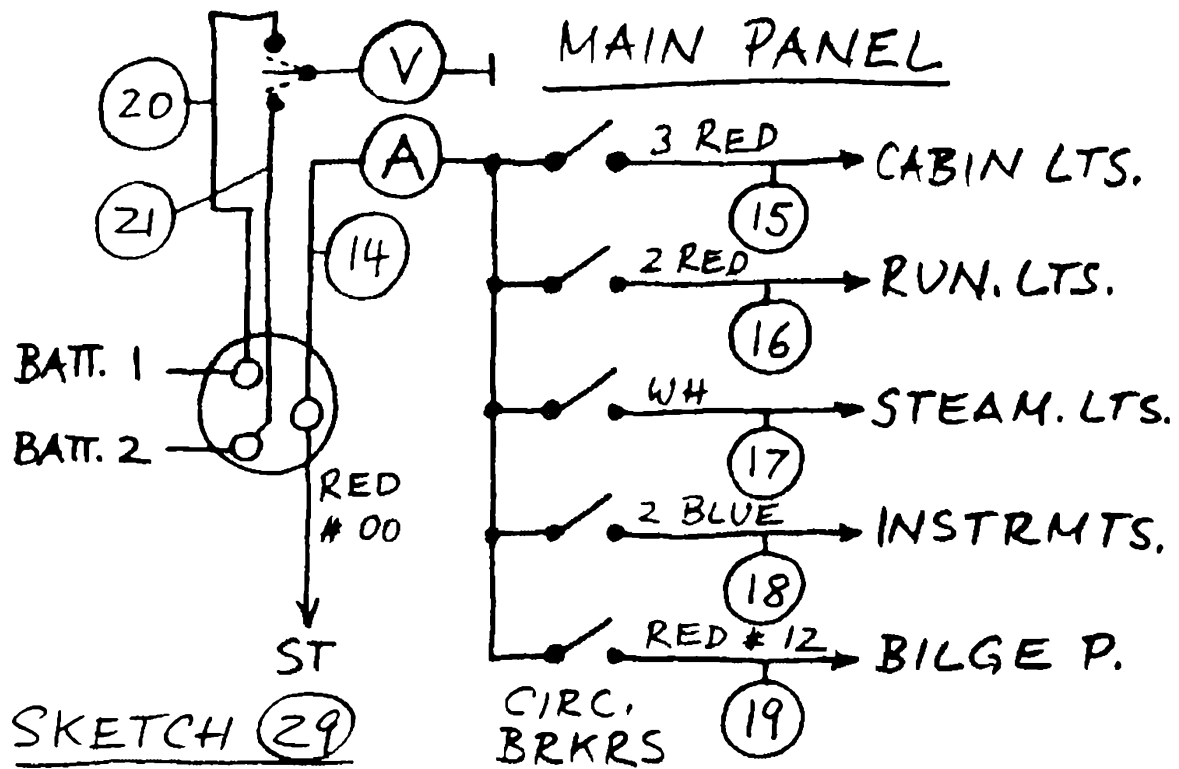 MAIN PANEL
V
20
A
3 RED
CABIN LTS.
15
21
14
2 RED
RUN. LTS.
16
BATT. 1
WH
STEAM. LTS.
17
BATT. 2
RED
# 00
2 BLUE
INSTRMTS.
18
RED # 12
BILGE P.
19
ST
CIRC.
BRKRS
SKETCH 29